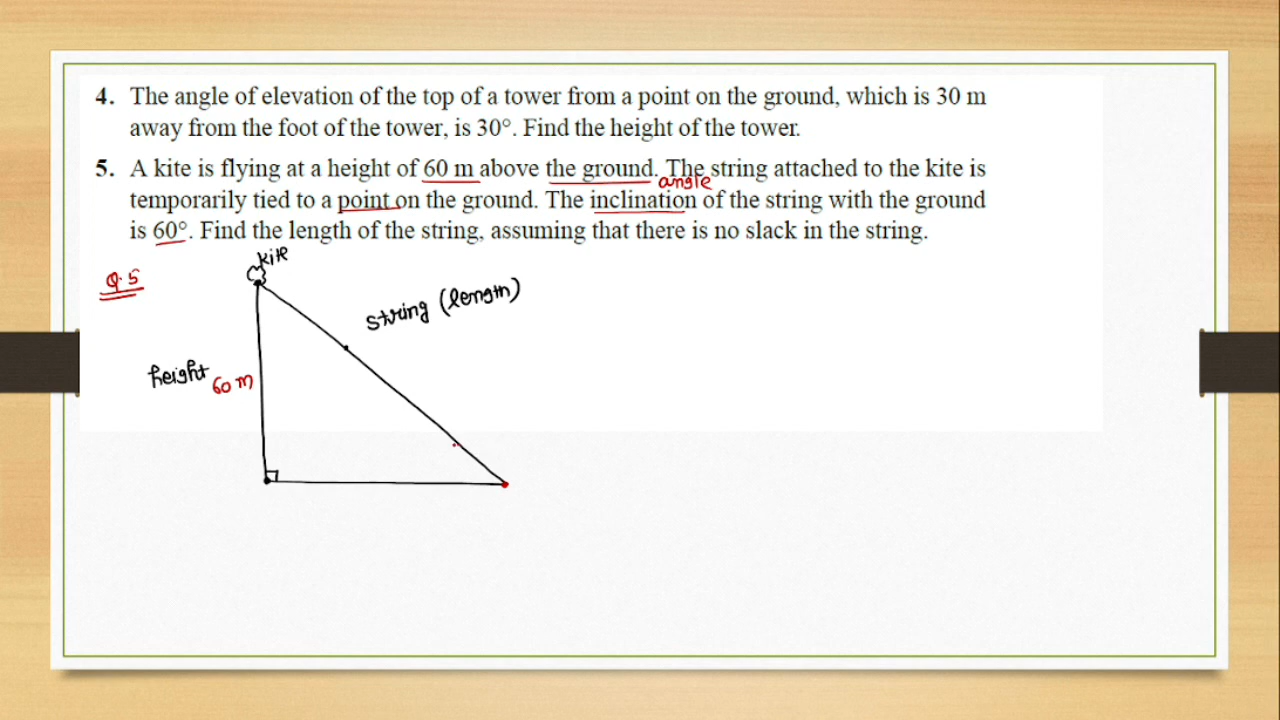 4. The angle of elevation of the top of a tower from a point on the ground, which is 30 m
away from the foot of the tower, is 30°. Find the height of the tower.
5. A kite is flying at a height of 60 m above the ground. The string attached to the kite is
angle
temporarily tied to a point on the ground. The inclination of the string with the ground
is 60°. Find the length of the string, assuming that there is no slack in the string.
kite
Q.5
string (length)
height 60 m